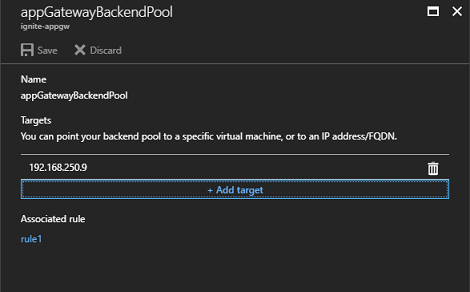 appGatewayBackendPool
ignite-appgw
Save Discard
Name
appGatewayBackendPool
Targets
You can point your backend pool to a specific virtual machine, or to an IP address/FQDN.
192.168.250.9
+ Add target
Associated rule
rule1